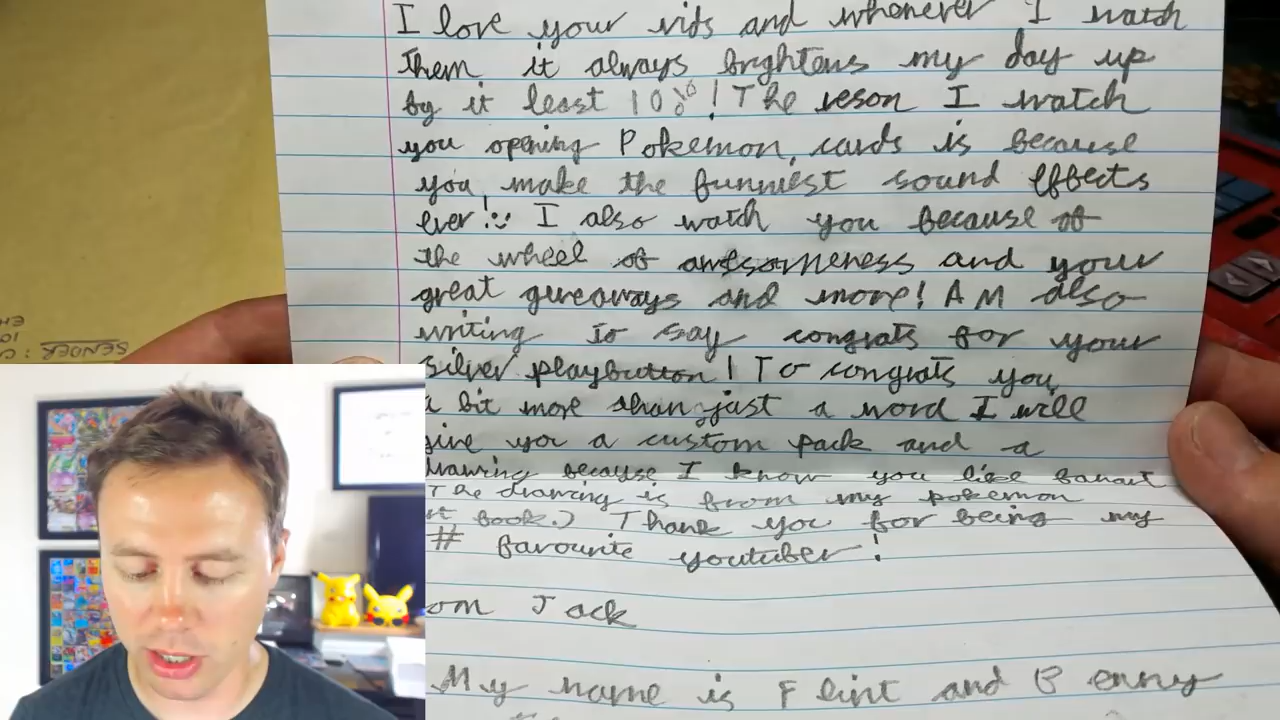 I love your vids and whenever I watch
them it always brightens my day up
by it least 10%! The reson I watch
you opening Pokemon, cards is because
you make the funniest sound effects
ever! I also watch you because of
the wheel of awesomeness and your
great giveaways and more! AM also
writing to say congrats for your
silver playbutton! To congrats you
a bit more than just a word I will
give you a custom pack and a
drawing because I know you like
The drawing is from my pokemon
book.) Thank you for being my
# favourite youtuber!
om Jack
My name is Flint and Benny
SENDER :